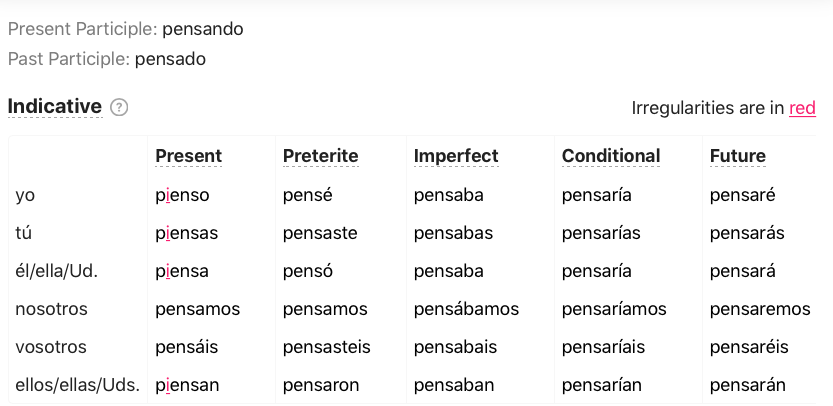 Present Participle: pensando
Past Participle: pensado
Indicative ? Irregularities are in red
Present Preterite Imperfect Conditional Future
yo pienso pensé pensaba pensaría pensaré
tú piensas pensaste pensabas pensarías pensarás
él/ella/Ud. piensa pensó pensaba pensaría pensará
nosotros pensamos pensamos pensábamos pensaríamos pensaremos
vosotros pensáis pensasteis pensabais pensaríais pensaréis
ellos/ellas/Uds. piensan pensaron pensaban pensarían pensarán